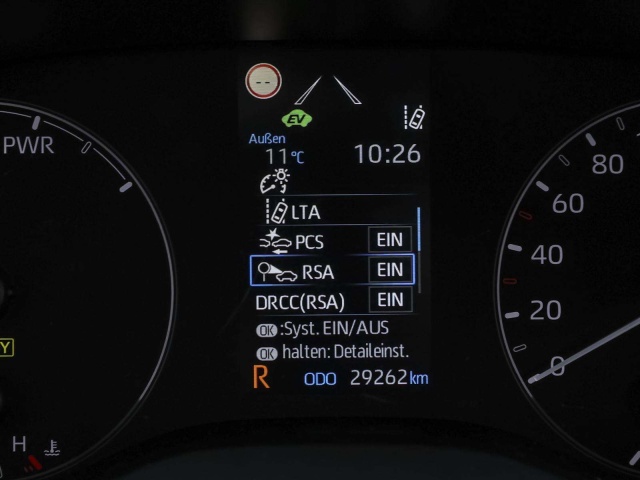 --
EV
Außen
11°C
10:26
PWR
LTA
PCS EIN
RSA EIN
DRCC(RSA) EIN
OK :Syst. EIN/AUS
OK halten: Detaileinst.
R ODO 29262 km
Y
H
80
60
40
20
0